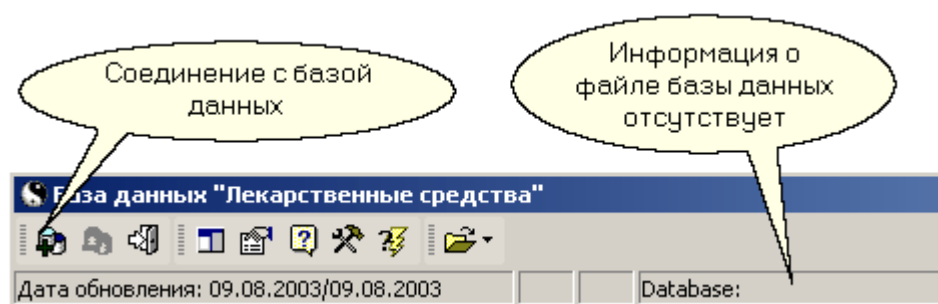 Соединение с базой
данных
Информация о
файле базы данных
отсутствует
База данных "Лекарственные средства"
Дата обновления: 09.08.2003/09.08.2003
Database: